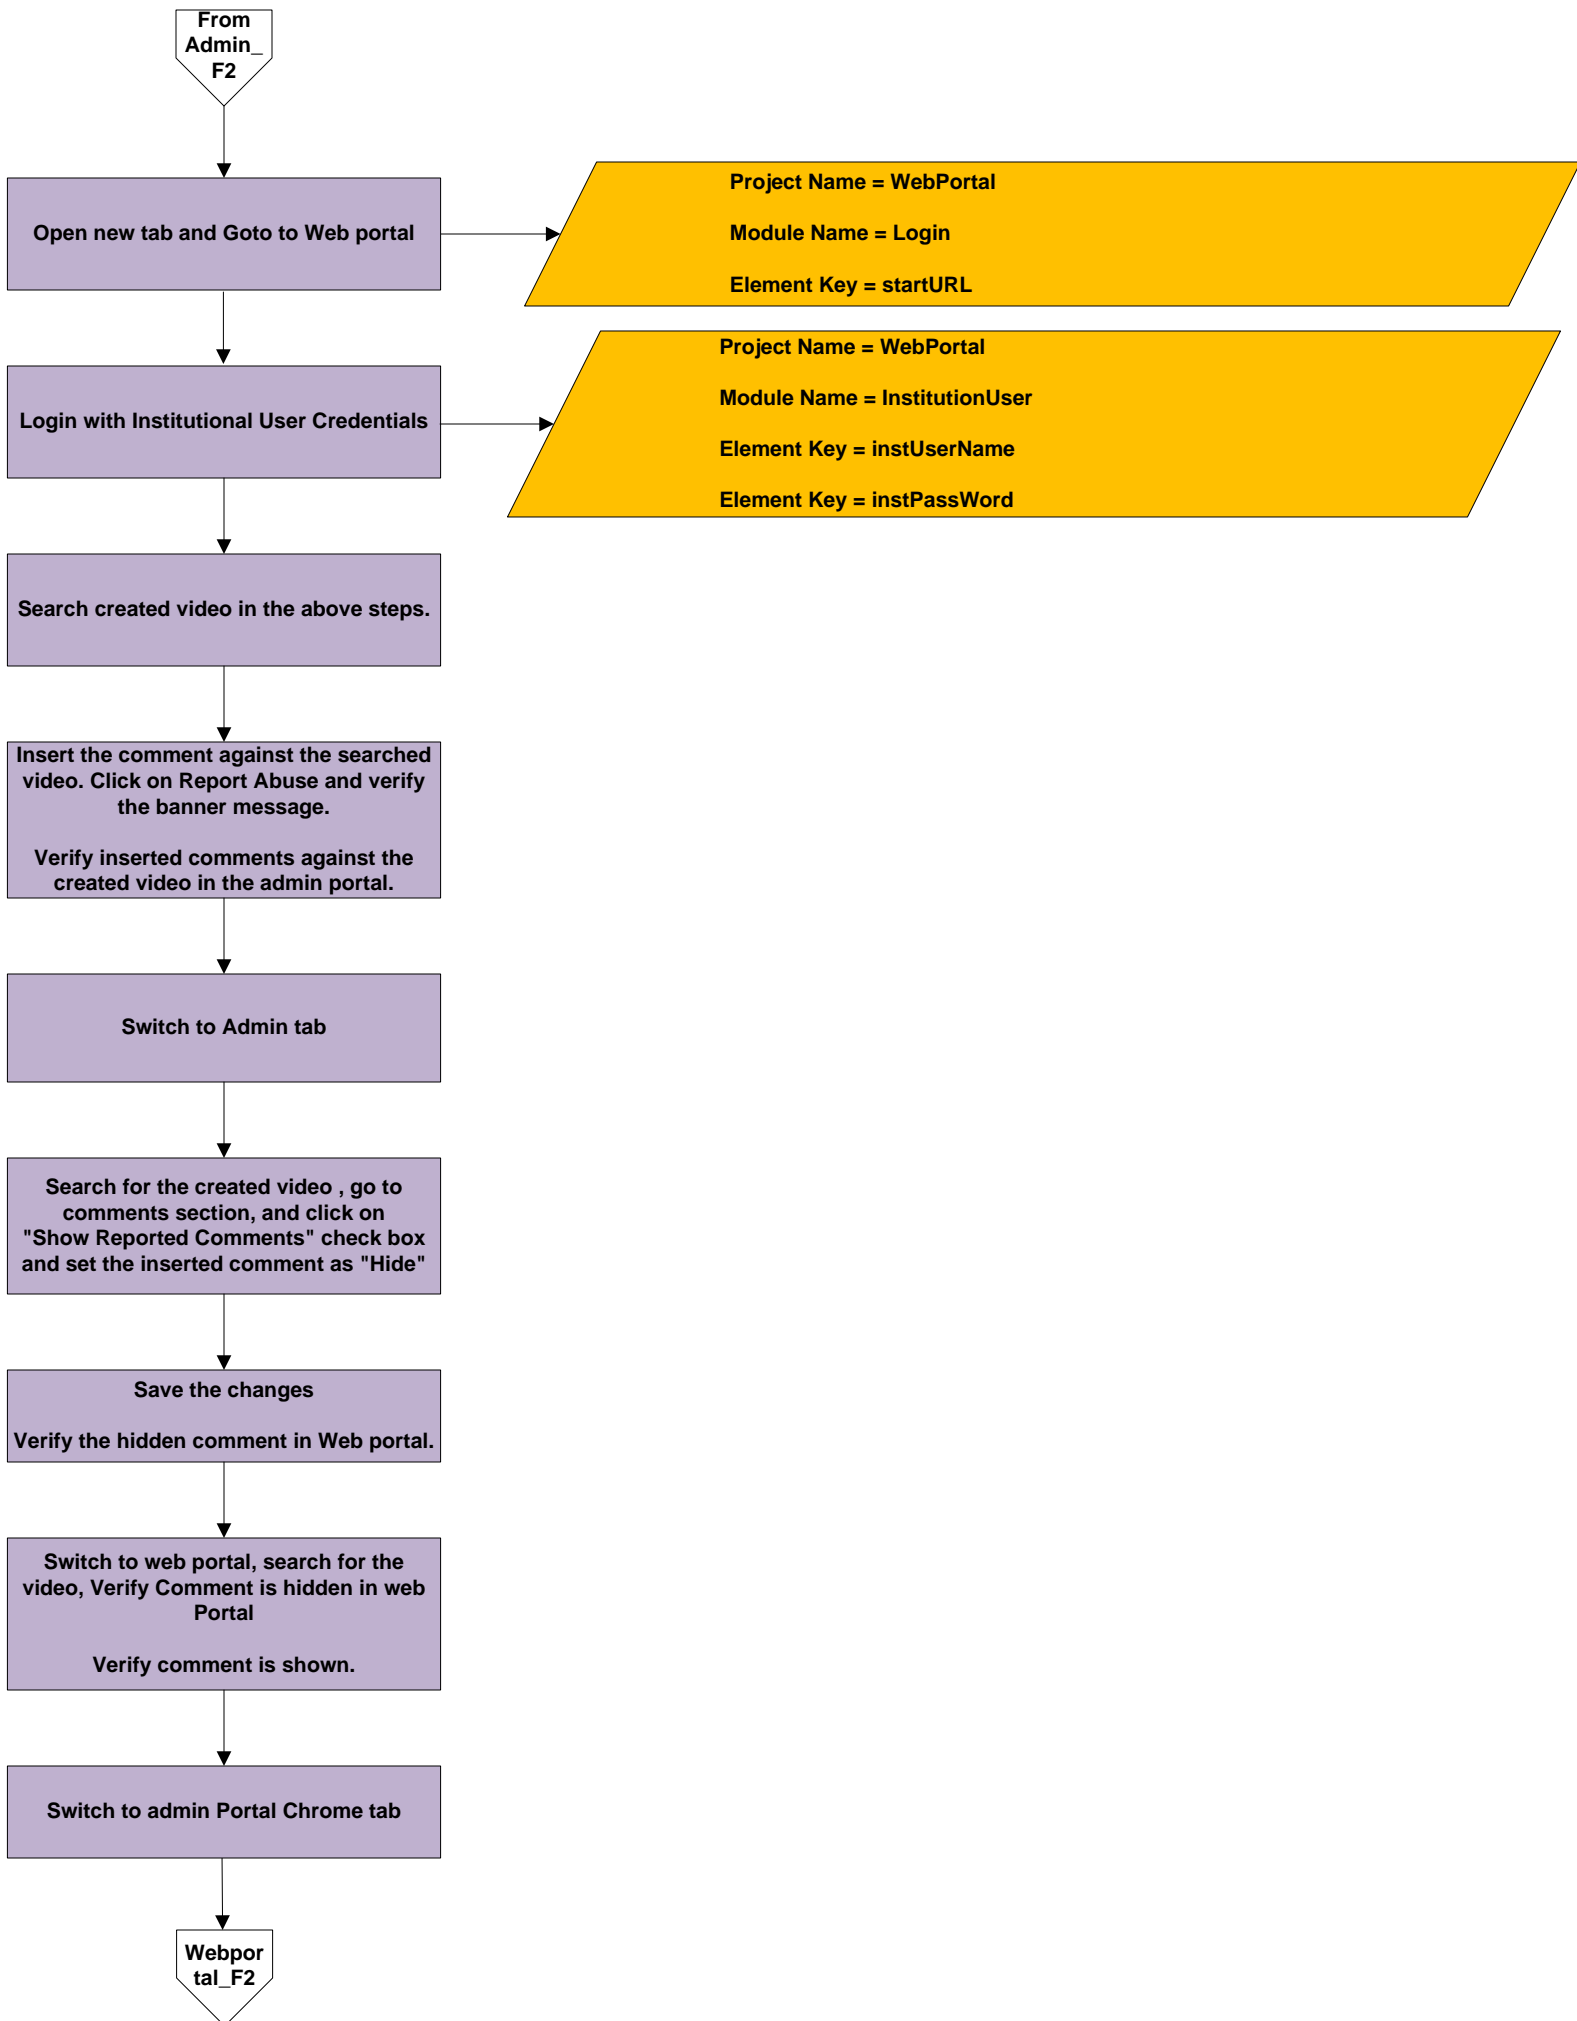 From
Admin_
F2
Open new tab and Goto to Web portal
Project Name = WebPortal
Module Name = Login
Element Key = startURL
Login with Institutional User Credentials
Project Name = WebPortal
Module Name = InstitutionUser
Element Key = instUserName
Element Key = instPassWord
Search created video in the above steps.
Insert the comment against the searched
video. Click on Report Abuse and verify
the banner message.
Verify inserted comments against the
created video in the admin portal.
Switch to Admin tab
Search for the created video , go to
comments section, and click on
"Show Reported Comments" check box
and set the inserted comment as "Hide"
Save the changes
Verify the hidden comment in Web portal.
Switch to web portal, search for the
video, Verify Comment is hidden in web
Portal
Verify comment is shown.
Switch to admin Portal Chrome tab
Webpor
tal_F2